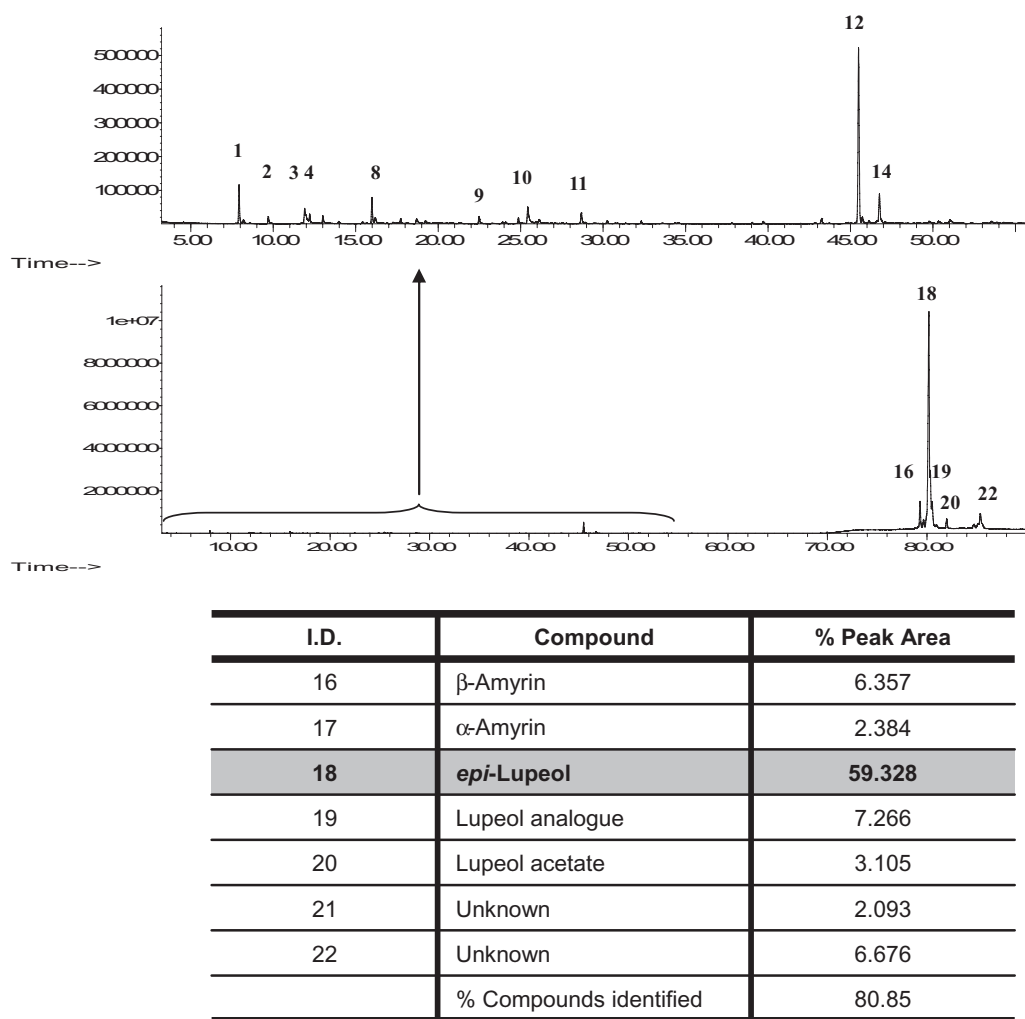 12
500000
400000
300000
200000
100000
1 2 3 4 8 9 10 11 14
5.00 10.00 15.00 20.00 25.00 30.00 35.00 40.00 45.00 50.00
Time-->
18
1e+07
8000000
6000000
4000000
2000000
16 19 20 22
10.00 20.00 30.00 40.00 50.00 60.00 70.00 80.00
Time-->
I.D. Compound % Peak Area
16 β-Amyrin 6.357
17 α-Amyrin 2.384
18 epi-Lupeol 59.328
19 Lupeol analogue 7.266
20 Lupeol acetate 3.105
21 Unknown 2.093
22 Unknown 6.676
% Compounds identified 80.85